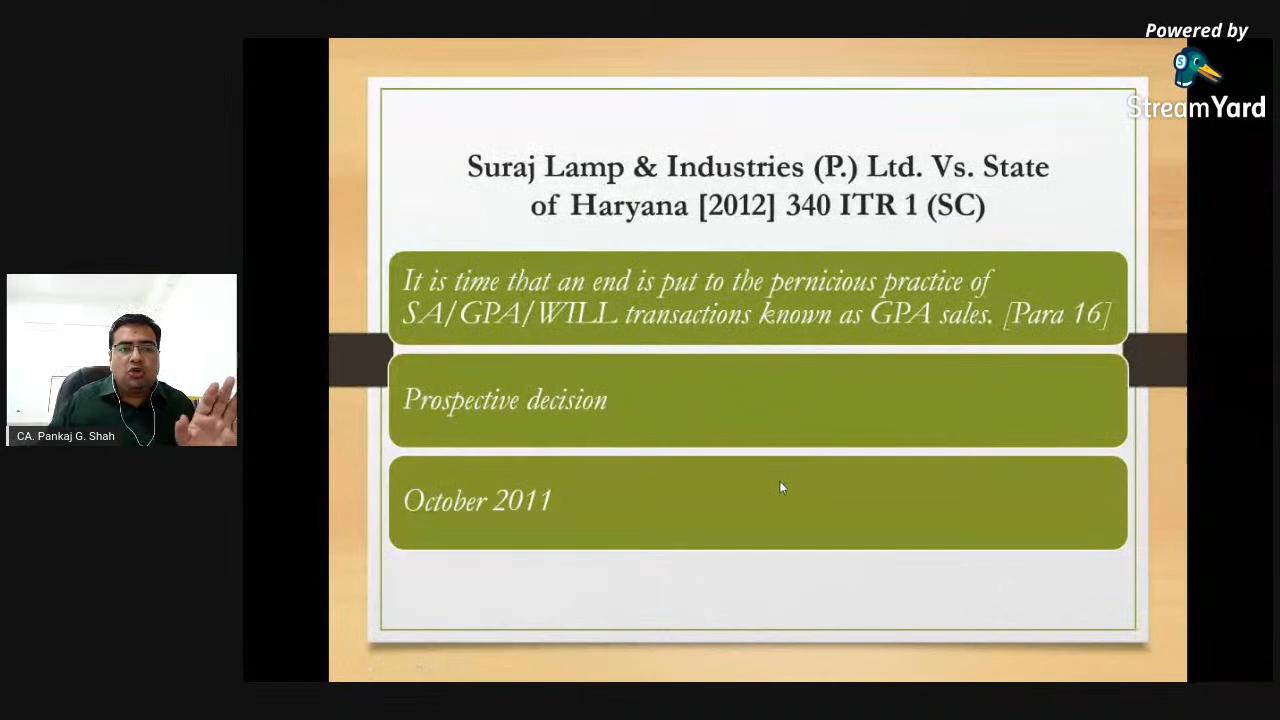 Powered by
StreamYard
Suraj Lamp & Industries (P.) Ltd. Vs. State
of Haryana [2012] 340 ITR 1 (SC)
It is time that an end is put to the pernicious practice of
SA/GPA/WILL transactions known as GPA sales. [Para 16]
Prospective decision
October 2011
CA. Pankaj G. Shah